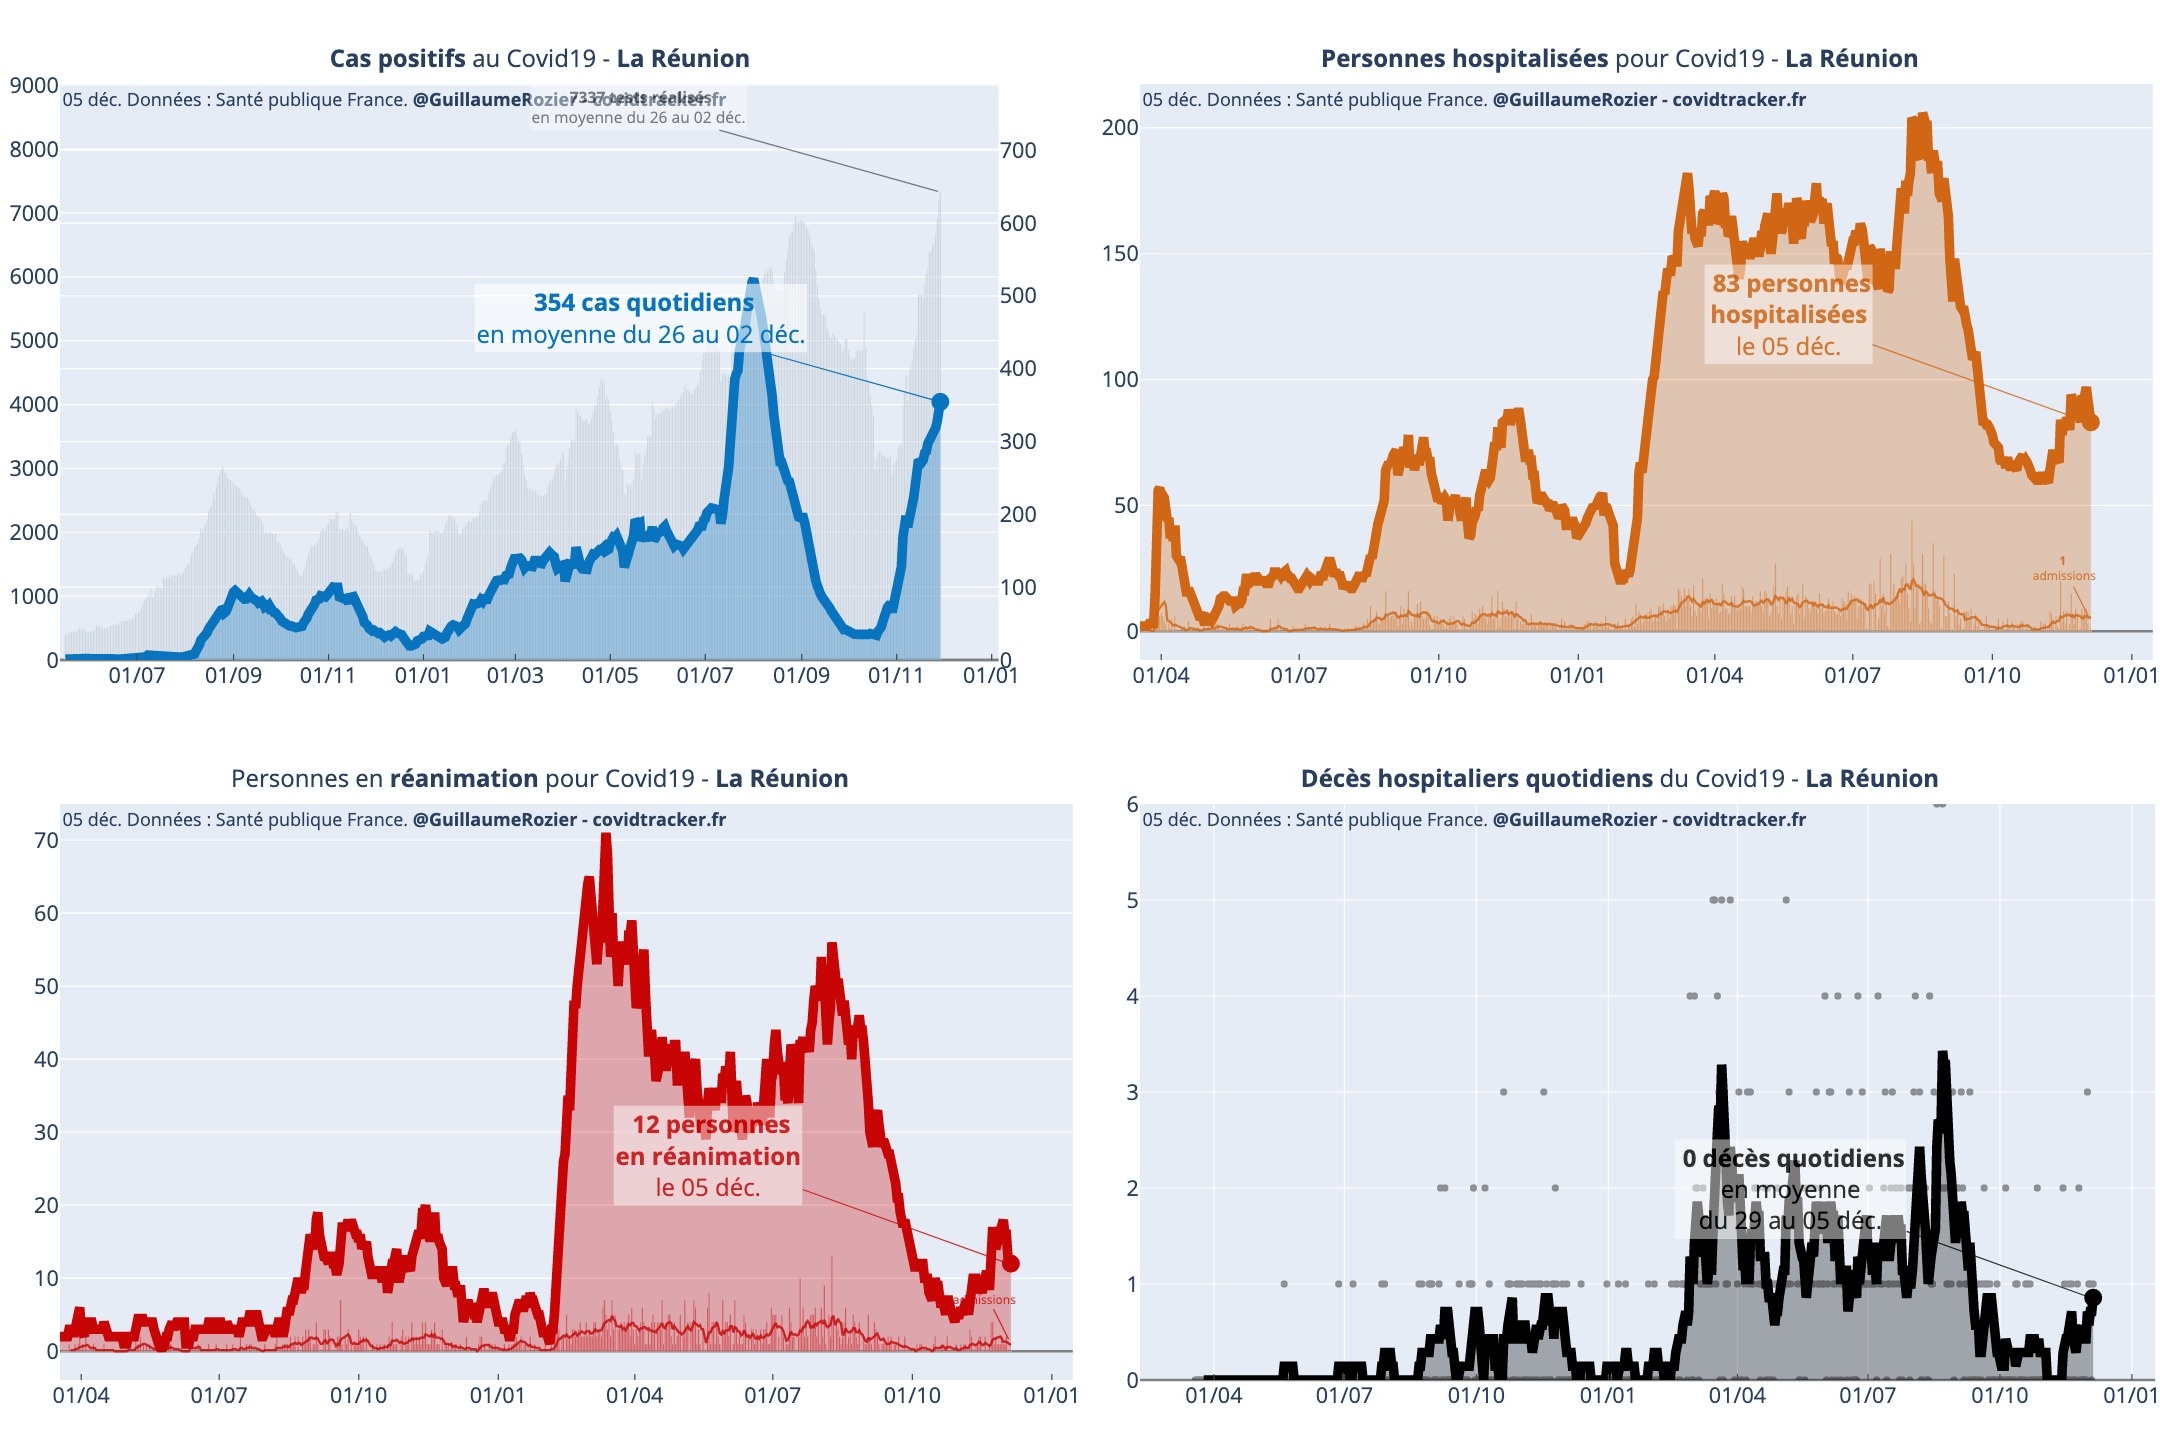 Cas positifs au Covid19 - La Réunion
05 déc. Données : Santé publique France. @GuillaumeRozier - covidtracker.fr
7337 tests réalisés
en moyenne du 26 au 02 déc.
354 cas quotidiens
en moyenne du 26 au 02 déc.
9000
8000
7000
6000
5000
4000
3000
2000
1000
0
700
600
500
400
300
200
100
0
01/07 01/09 01/11 01/01 01/03 01/05 01/07 01/09 01/11 01/01
Personnes hospitalisées pour Covid19 - La Réunion
05 déc. Données : Santé publique France. @GuillaumeRozier - covidtracker.fr
83 personnes
hospitalisées
le 05 déc.
1
admissions
200
150
100
50
0
01/04 01/07 01/10 01/01 01/04 01/07 01/10 01/01
Personnes en réanimation pour Covid19 - La Réunion
05 déc. Données : Santé publique France. @GuillaumeRozier - covidtracker.fr
12 personnes
en réanimation
le 05 déc.
admissions
70
60
50
40
30
20
10
0
01/04 01/07 01/10 01/01 01/04 01/07 01/10 01/01
Décès hospitaliers quotidiens du Covid19 - La Réunion
05 déc. Données : Santé publique France. @GuillaumeRozier - covidtracker.fr
0 décès quotidiens
en moyenne
du 29 au 05 déc.
6
5
4
3
2
1
0
01/04 01/07 01/10 01/01 01/04 01/07 01/10 01/01